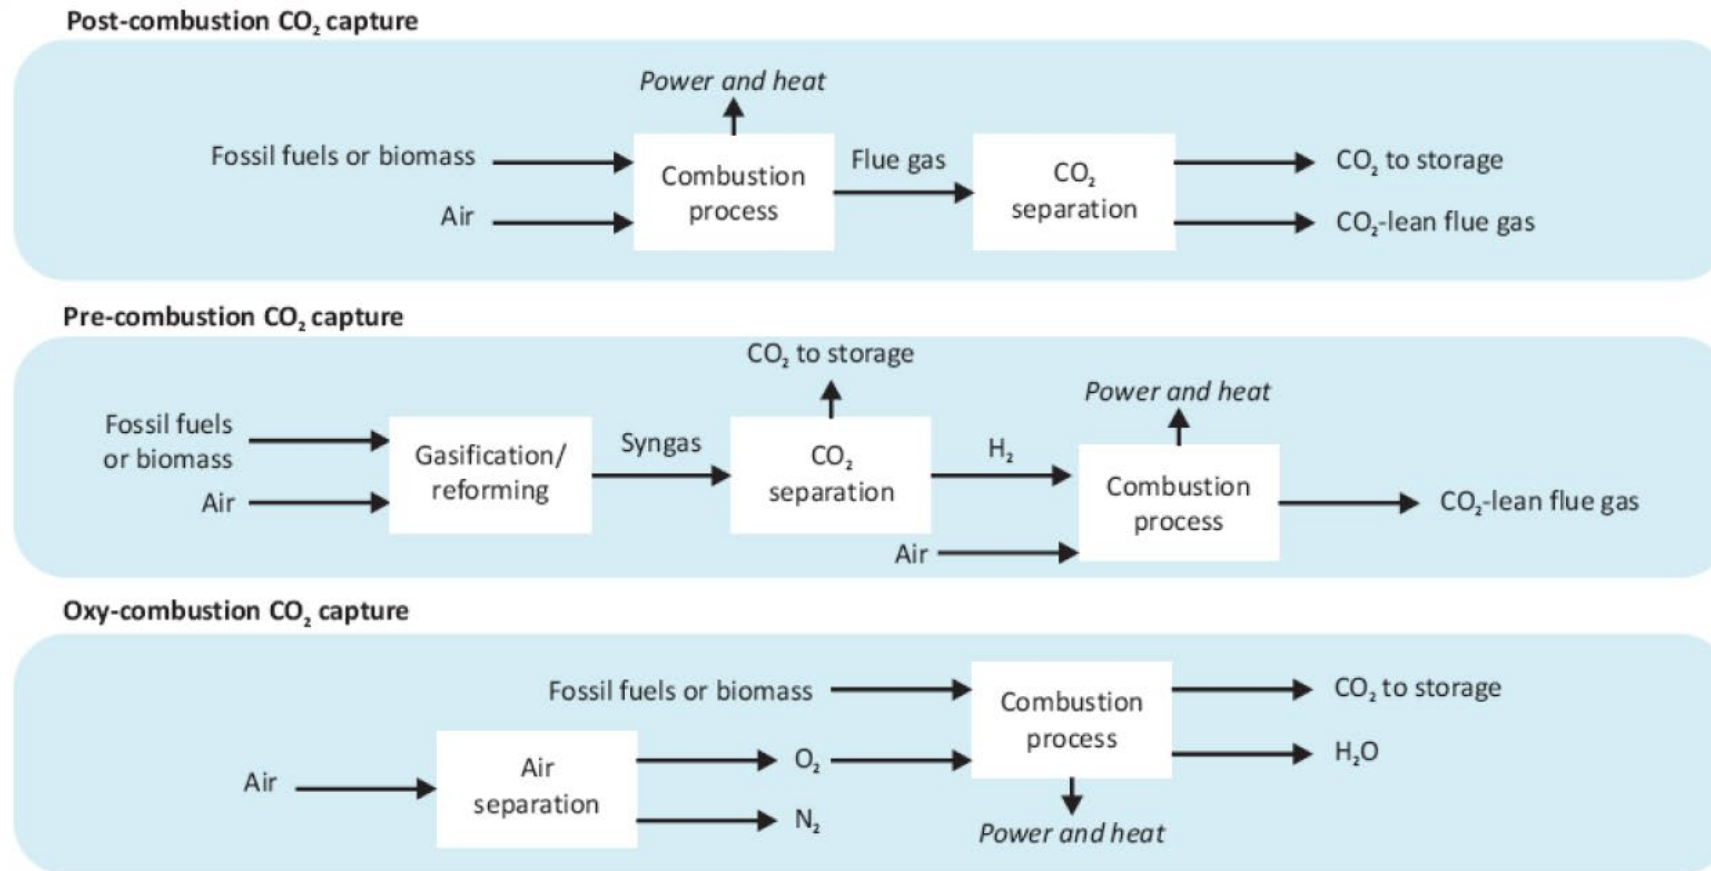 Post-combustion CO₂ capture
Power and heat
Fossil fuels or biomass
Air
Combustion
process
Flue gas
CO₂
separation
CO₂ to storage
CO₂-lean flue gas
Pre-combustion CO₂ capture
Fossil fuels
or biomass
Air
Gasification/
reforming
Syngas
CO₂ to storage
CO₂
separation
H₂
Air
Power and heat
Combustion
process
CO₂-lean flue gas
Oxy-combustion CO₂ capture
Air
Air
separation
Fossil fuels or biomass
O₂
N₂
Combustion
process
Power and heat
CO₂ to storage
H₂O